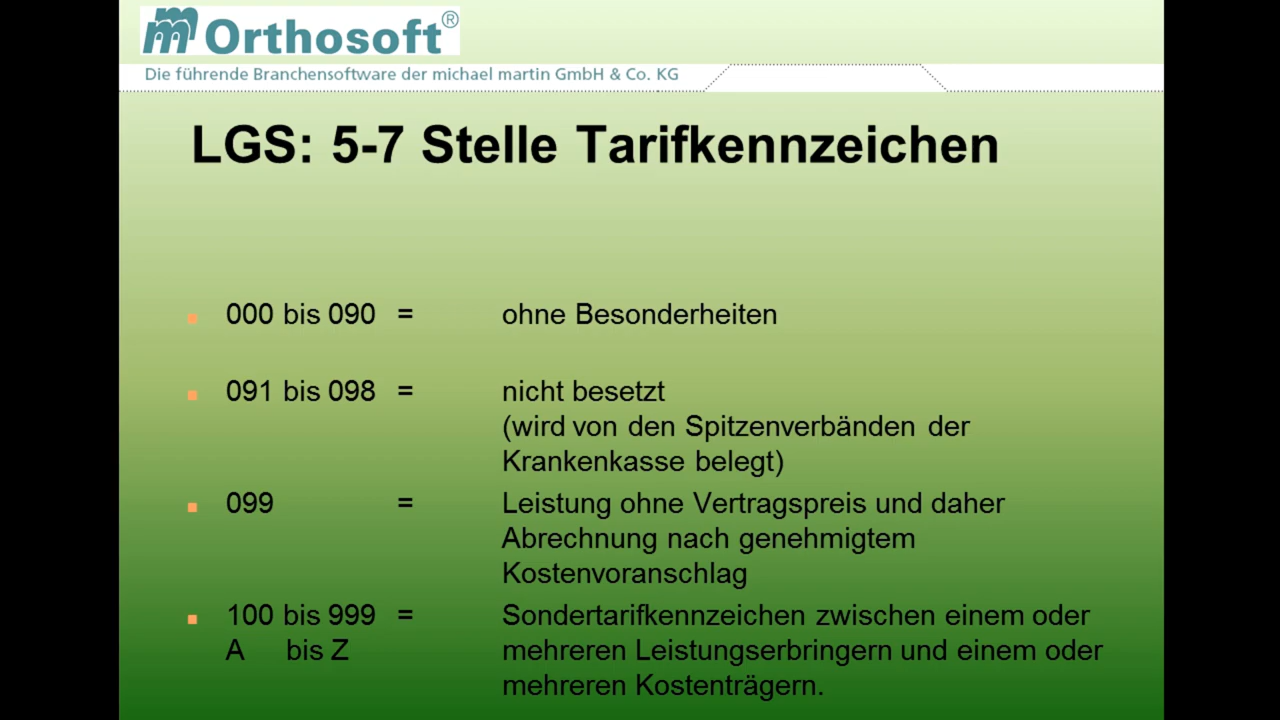 mm Orthosoft®
Die führende Branchensoftware der michael martin GmbH & Co. KG
LGS: 5-7 Stelle Tarifkennzeichen
000 bis 090 = ohne Besonderheiten
091 bis 098 = nicht besetzt
(wird von den Spitzenverbänden der
Krankenkasse belegt)
099 = Leistung ohne Vertragspreis und daher
Abrechnung nach genehmigtem
Kostenvoranschlag
100 bis 999 = Sondertarifkennzeichen zwischen einem oder
A bis Z mehreren Leistungserbringern und einem oder
mehreren Kostenträgern.